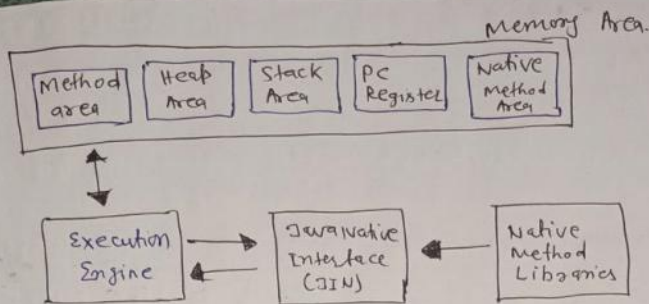 Memory Area.
Method
area
Heap
Area
Stack
Area
PC
Register
Native
Method
Area
Execution
Engine
Java Native
Interface
(JIN)
Native
Method
Libraries